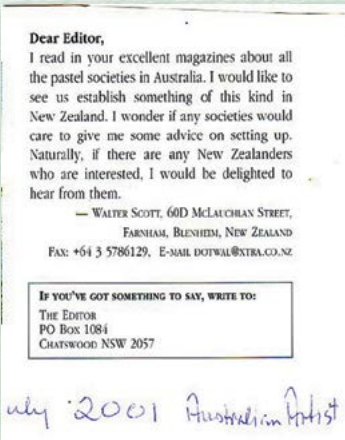 Dear Editor,
I read in your excellent magazines about all
the pastel societies in Australia. I would like to
see us establish something of this kind in
New Zealand. I wonder if any societies would
care to give me some advice on setting up.
Naturally, if there are any New Zealanders
who are interested, I would be delighted to
hear from them.
— WALTER SCOTT, 60D MCLAUCHLAN STREET,
FARNHAM, BLENHEIM, NEW ZEALAND
FAX: +64 3 5786129, E-MAIL DOTWAL@XTRA.CO.NZ
IF YOU'VE GOT SOMETHING TO SAY, WRITE TO:
THE EDITOR
PO BOX 1084
CHATSWOOD NSW 2057
uly 2001 Australian Artist